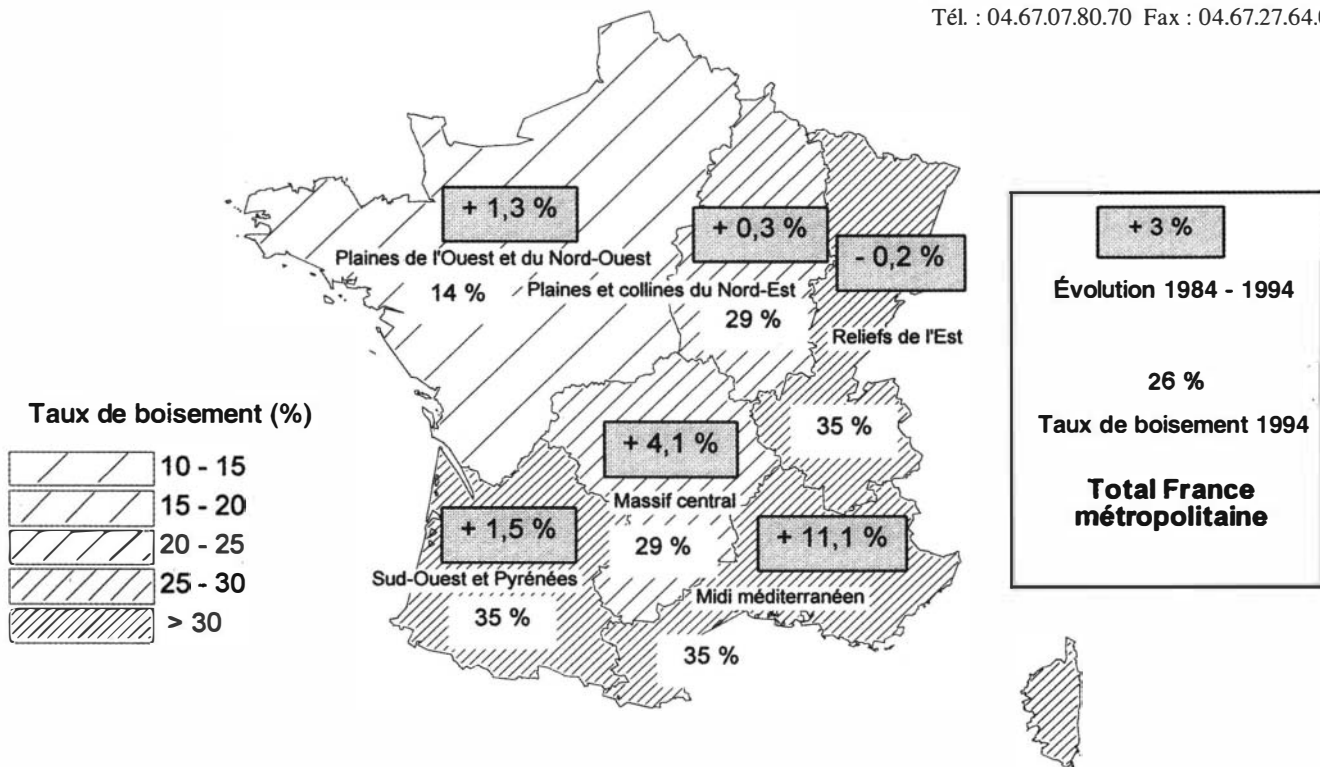 Tél. : 04.67.07.80.70 Fax : 04.67.27.64.
+ 1,3 %
Plaines de l'Ouest et du Nord-Ouest
14 %
+ 0,3 %
Plaines et collines du Nord-Est
29 %
- 0,2 %
Reliefs de l'Est
35 %
+ 4,1 %
Massif central
29 %
+ 1,5 %
Sud-Ouest et Pyrénées
35 %
+ 11,1 %
Midi méditerranéen
35 %
Taux de boisement (%)
10 - 15
15 - 20
20 - 25
25 - 30
> 30
+ 3 %
Évolution 1984 - 1994
26 %
Taux de boisement 1994
Total France
métropolitaine